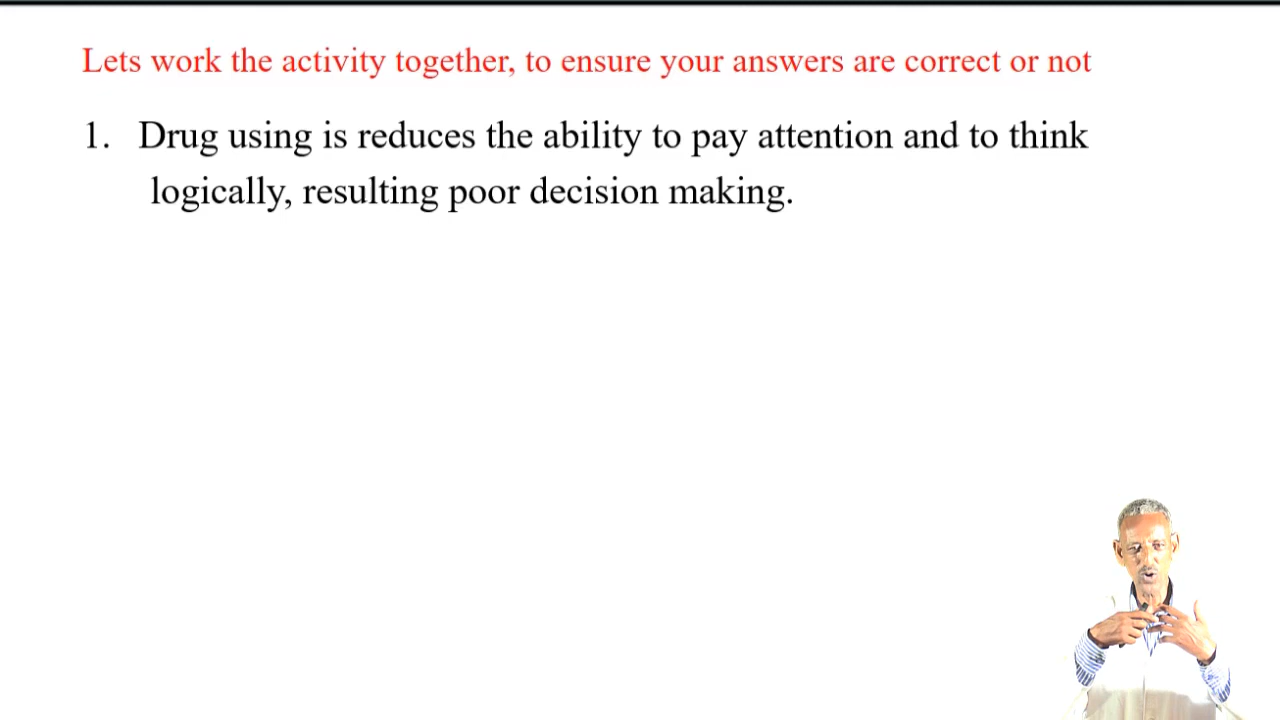 Lets work the activity together, to ensure your answers are correct or not
1. Drug using is reduces the ability to pay attention and to think
logically, resulting poor decision making.